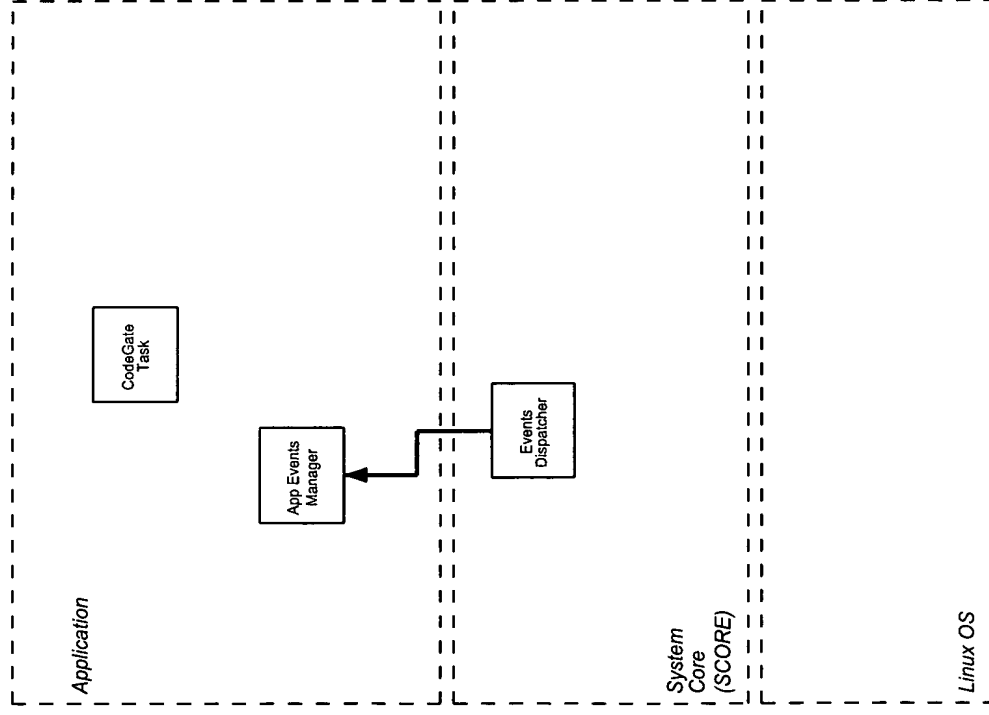 Application
CodeGate
Task
App Events
Manager
System
Core
(SCORE)
Events
Dispatcher
Linux OS